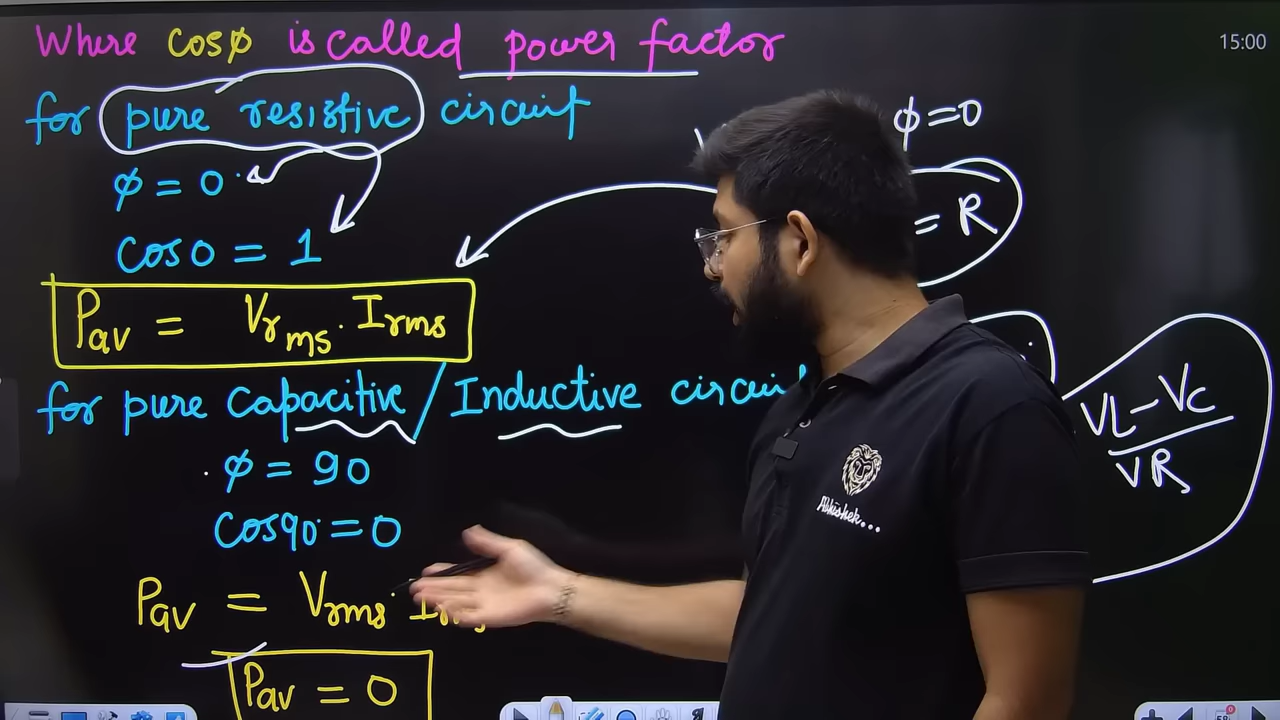 Where cosφ is called power factor
15:00
for pure resistive circuit
φ=0
φ = 0
= R
cos0 = 1
Pav = Vrms . Irms
for pure Capacitive / Inductive circuit
VL-VC
VR
φ = 90
Cos90 = 0
Abhishek...
Pav = Vrms .
Pav = 0